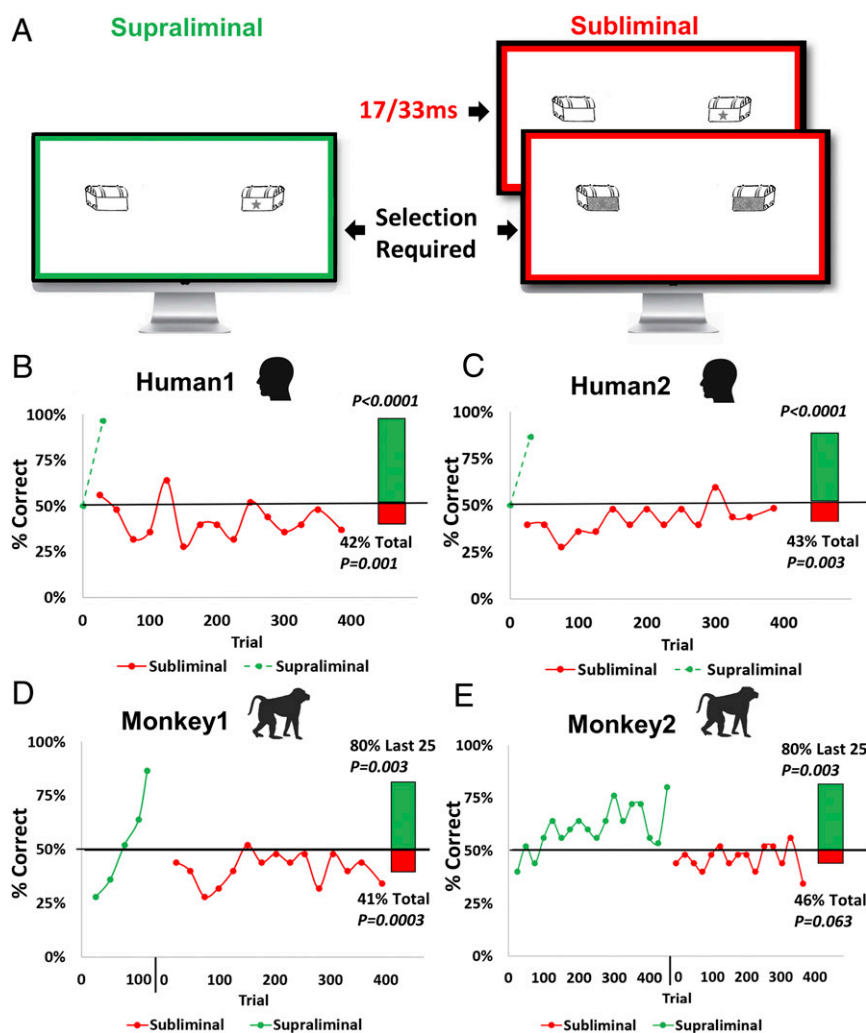 A
Supraliminal
Subliminal
17/33ms
Selection
Required
B
Human1
P<0.0001
100%
75%
50%
25%
0%
% Correct
42% Total
P=0.001
0 100 200 300 400
Trial
Subliminal Supraliminal
C
Human2
P<0.0001
100%
75%
50%
25%
0%
% Correct
43% Total
P=0.003
0 100 200 300 400
Trial
Subliminal Supraliminal
D
Monkey1
80% Last 25
P=0.003
100%
75%
50%
25%
0%
% Correct
41% Total
P=0.0003
0 100 0 100 200 300 400
Trial
Subliminal Supraliminal
E
Monkey2
80% Last 25
P=0.003
100%
75%
50%
25%
0%
% Correct
46% Total
P=0.063
0 100 200 300 400 0 100 200 300 400
Trial
Subliminal Supraliminal